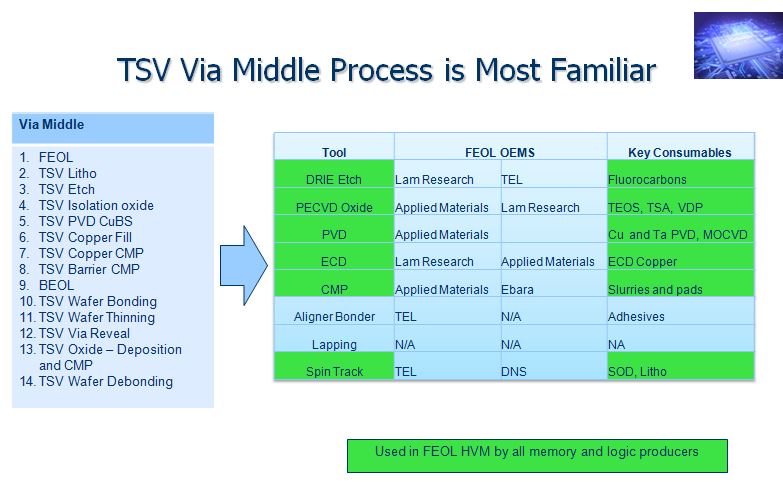 TSV Via Middle Process is Most Familiar
Via Middle
1. FEOL
2. TSV Litho
3. TSV Etch
4. TSV Isolation oxide
5. TSV PVD CuBS
6. TSV Copper Fill
7. TSV Copper CMP
8. TSV Barrier CMP
9. BEOL
10. TSV Wafer Bonding
11. TSV Wafer Thinning
12. TSV Via Reveal
13. TSV Oxide – Deposition
and CMP
14. TSV Wafer Debonding
Tool FEOL OEMS Key Consumables
DRIE Etch Lam Research TEL Fluorocarbons
PECVD Oxide Applied Materials Lam Research TEOS, TSA, VDP
PVD Applied Materials Cu and Ta PVD, MOCVD
ECD Lam Research Applied Materials ECD Copper
CMP Applied Materials Ebara Slurries and pads
Aligner Bonder TEL N/A Adhesives
Lapping N/A N/A NA
Spin Track TEL DNS SOD, Litho
Used in FEOL HVM by all memory and logic producers